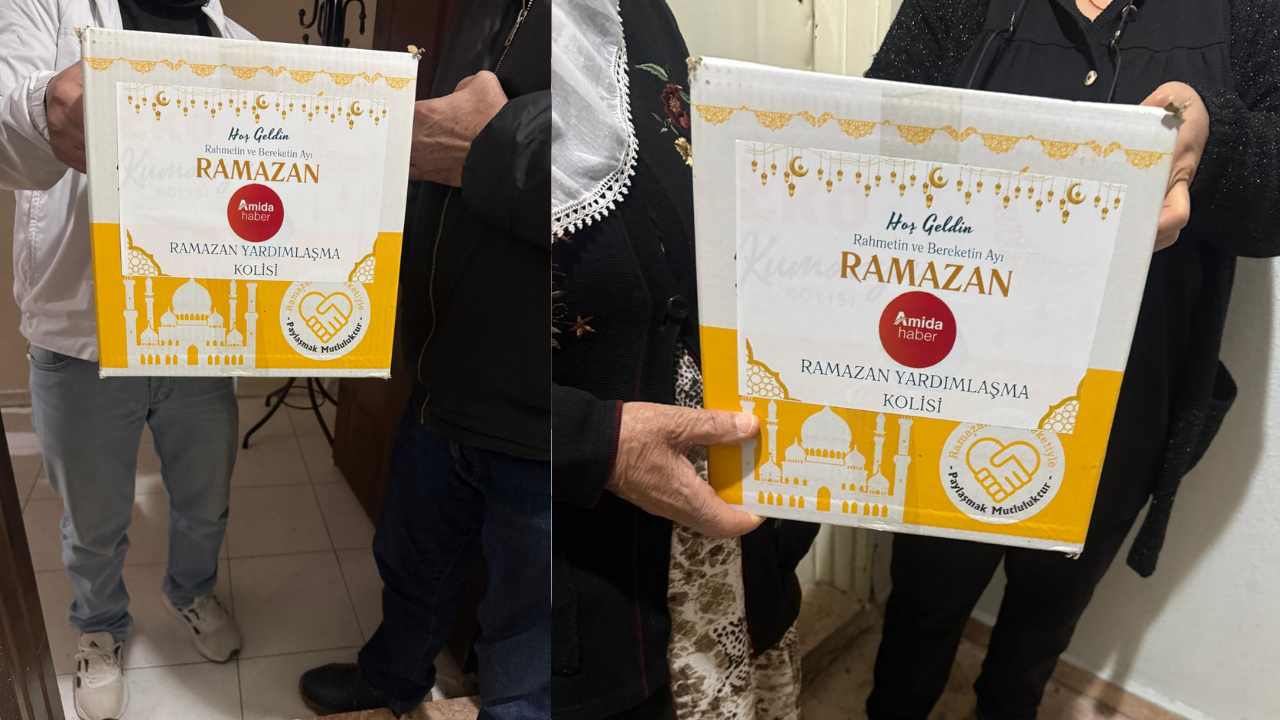 Hoş Geldin
Rahmetin ve Bereketin Ayı
RAMAZAN
Amida
haber
RAMAZAN YARDIMLAŞMA
KOLİSİ
- Paylaşmak Mutluluktur -
Hoş Geldin
Rahmetin ve Bereketin Ayı
RAMAZAN
Amida
haber
RAMAZAN YARDIMLAŞMA
KOLİSİ
- Paylaşmak Mutluluktur -